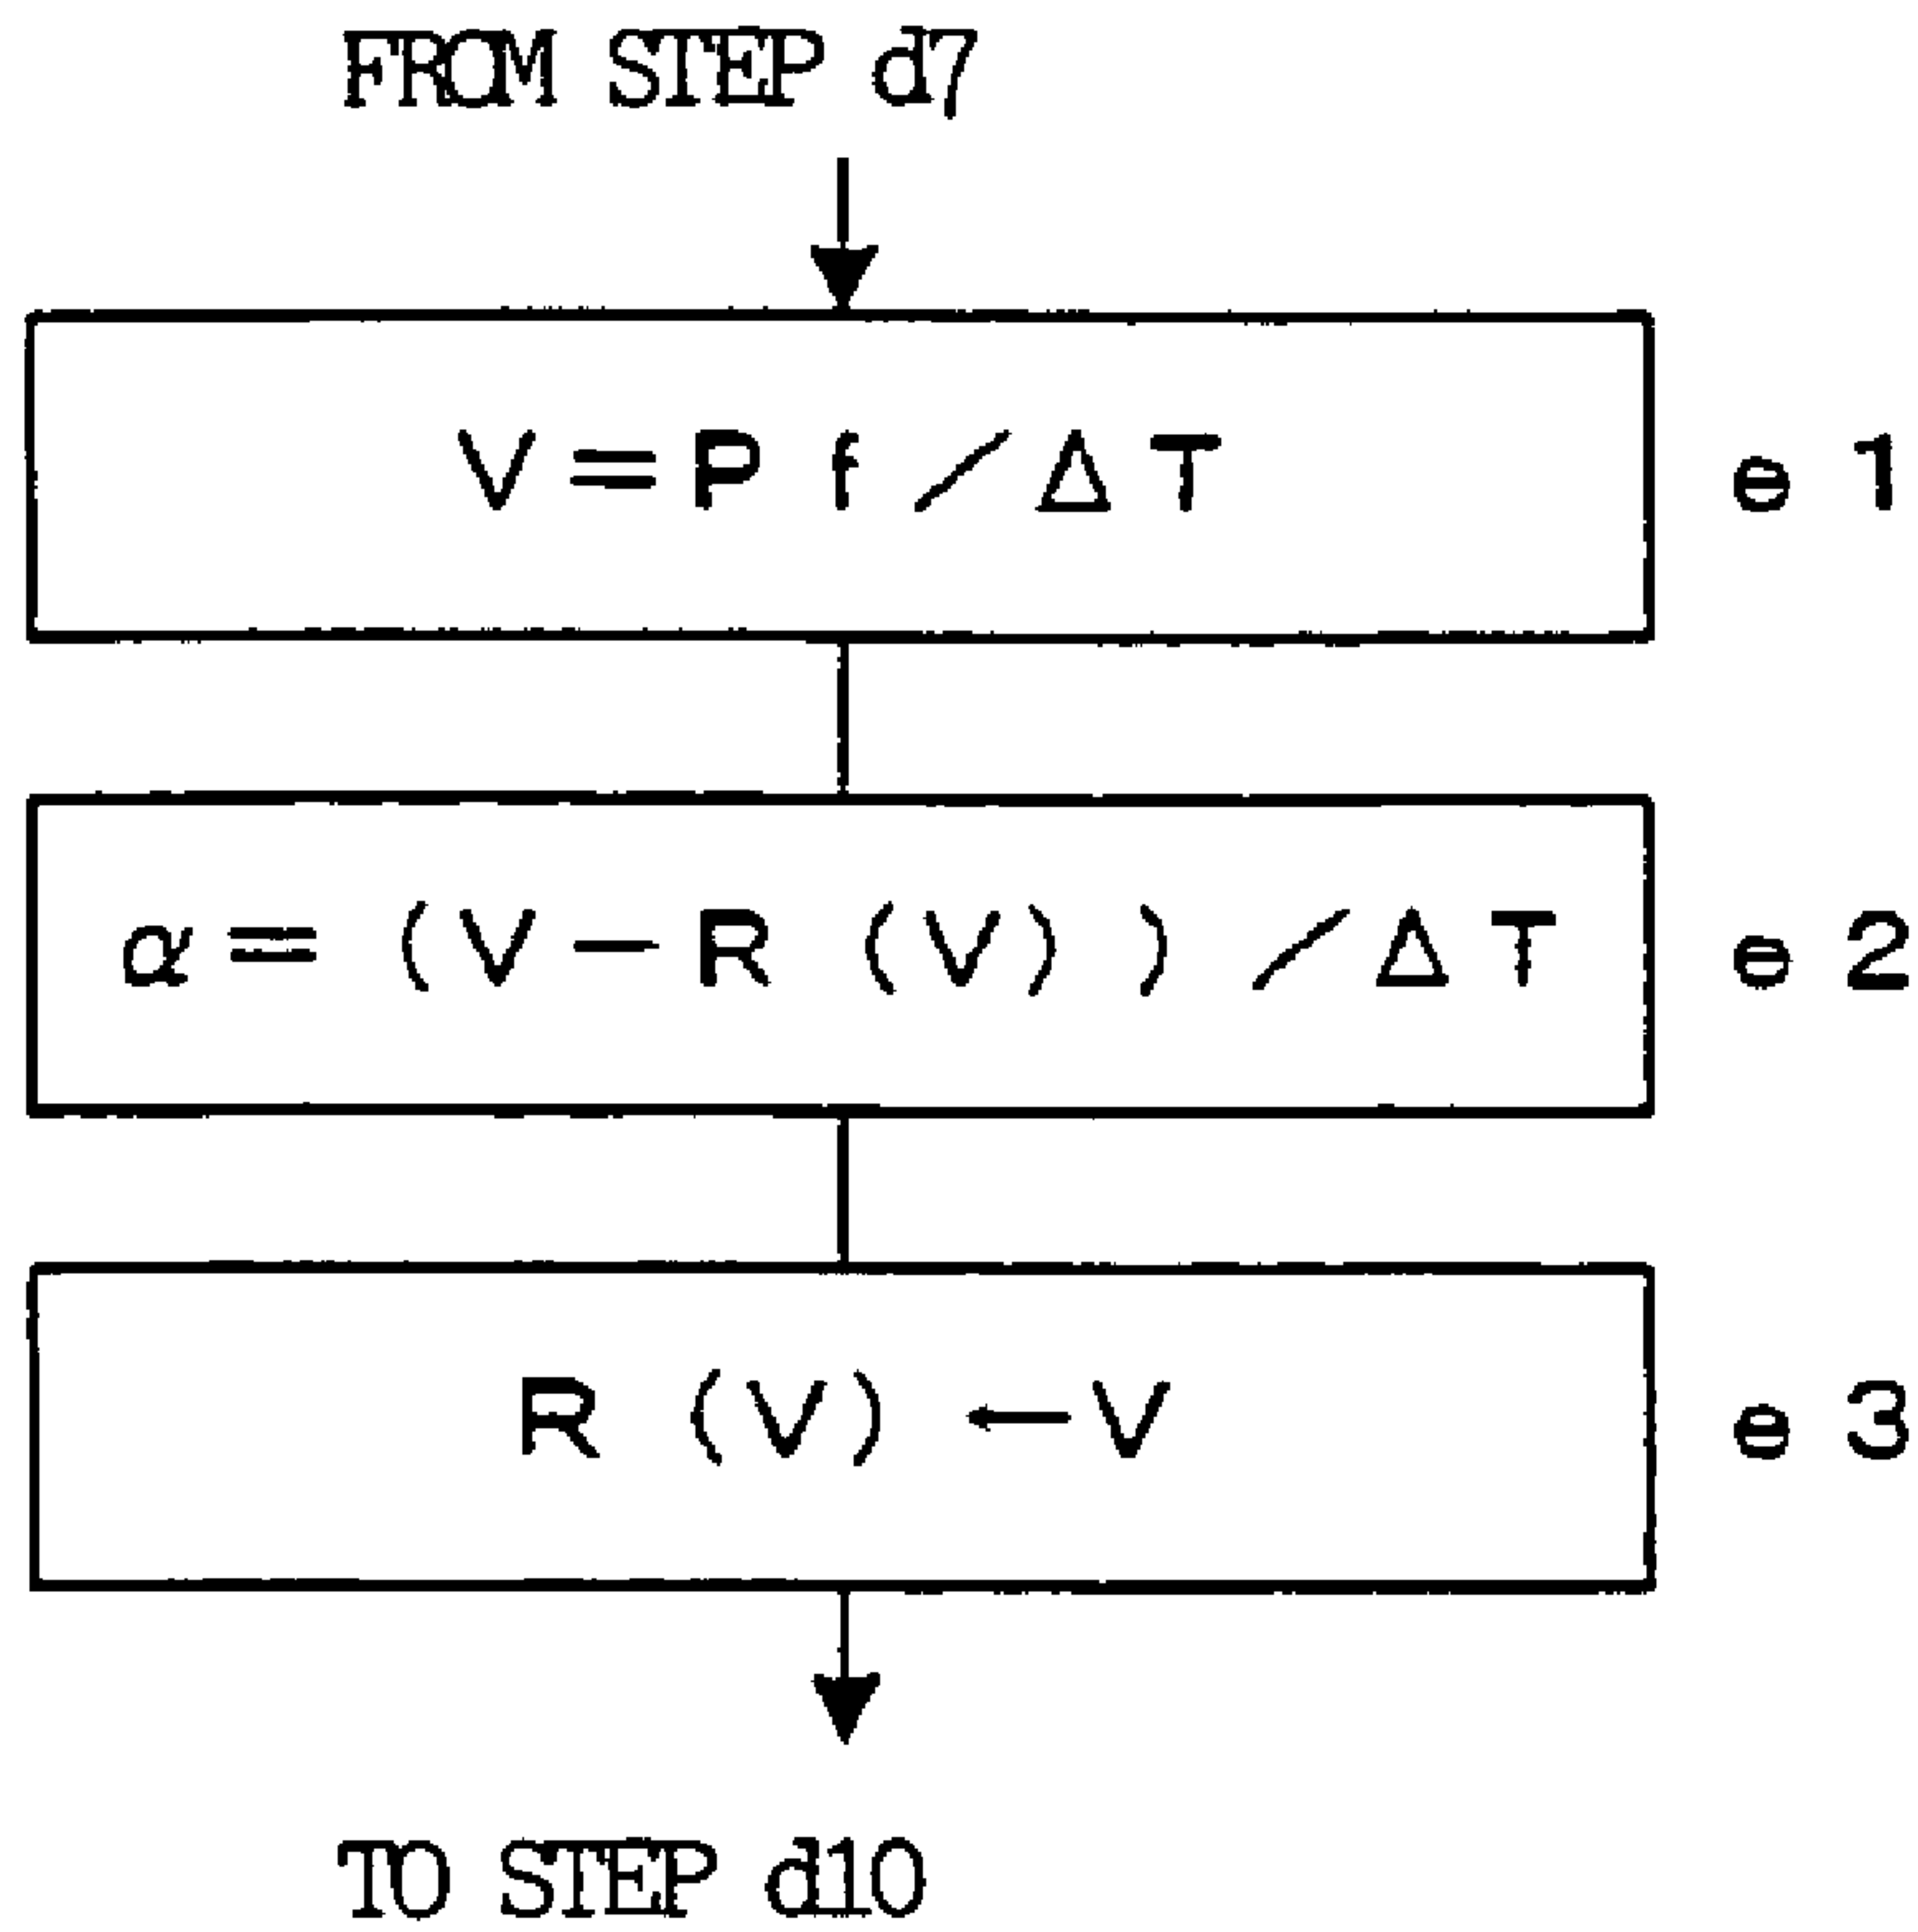 FROM STEP d7
V=Pf/ΔT e1
α=(V-R(V))/ΔT e2
R(V)←V e3
TO STEP d10